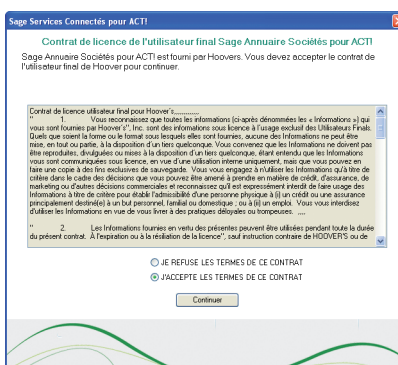 Sage Services Connectés pour ACT!
Contrat de licence de l'utilisateur final Sage Annuaire Sociétés pour ACT!
Sage Annuaire Sociétés pour ACT! est fourni par Hoovers. Vous devez accepter le contrat de
l'utilisateur final de Hoover pour continuer.
Contrat de licence utilisateur final pour Hoover's,,,,,,,,,,,,
" 1. Vous reconnaissez que toutes les informations (ci-après dénommées les « Informations ») qui
vous sont fournies par Hoover's", Inc. sont des informations sous licence à l'usage exclusif des Utilisateurs Finals.
Quels que soient la forme ou le format sous lesquels elles sont fournies, aucune des Informations ne peut être
mise, en tout ou partie, à la disposition d'un tiers quelconque. Vous convenez que les Informations ne doivent pas
être reproduites, divulguées ou mises à la disposition d'un tiers quelconque, étant entendu que les Informations
vous sont communiquées sous licence, en vue d'une utilisation interne uniquement, mais que vous pouvez en
faire une copie à des fins exclusives de sauvegarde. Vous vous engagez à n'utiliser les Informations qu'à titre de
critère dans le cadre des décisions que vous pouvez être amené à prendre en matière de crédit, d'assurance, de
marketing ou d'autres décisions commerciales et reconnaissez qu'il est expressément interdit de faire usage des
Informations à titre de critère pour établir l'admissibilité d'une personne physique à (i) un crédit ou une assurance
principalement destiné(e) à un but personnel, familial ou domestique ; ou à (ii) un emploi. Vous vous interdisez
d'utiliser les Informations en vue de vous livrer à des pratiques déloyales ou trompeuses. ,,,,
" 2. Les Informations fournies en vertu des présentes peuvent être utilisées pendant toute la durée
du présent contrat. À l'expiration ou à la résiliation de la licence", sauf instruction contraire de HOOVER'S ou de
JE REFUSE LES TERMES DE CE CONTRAT
J'ACCEPTE LES TERMES DE CE CONTRAT
Continuer